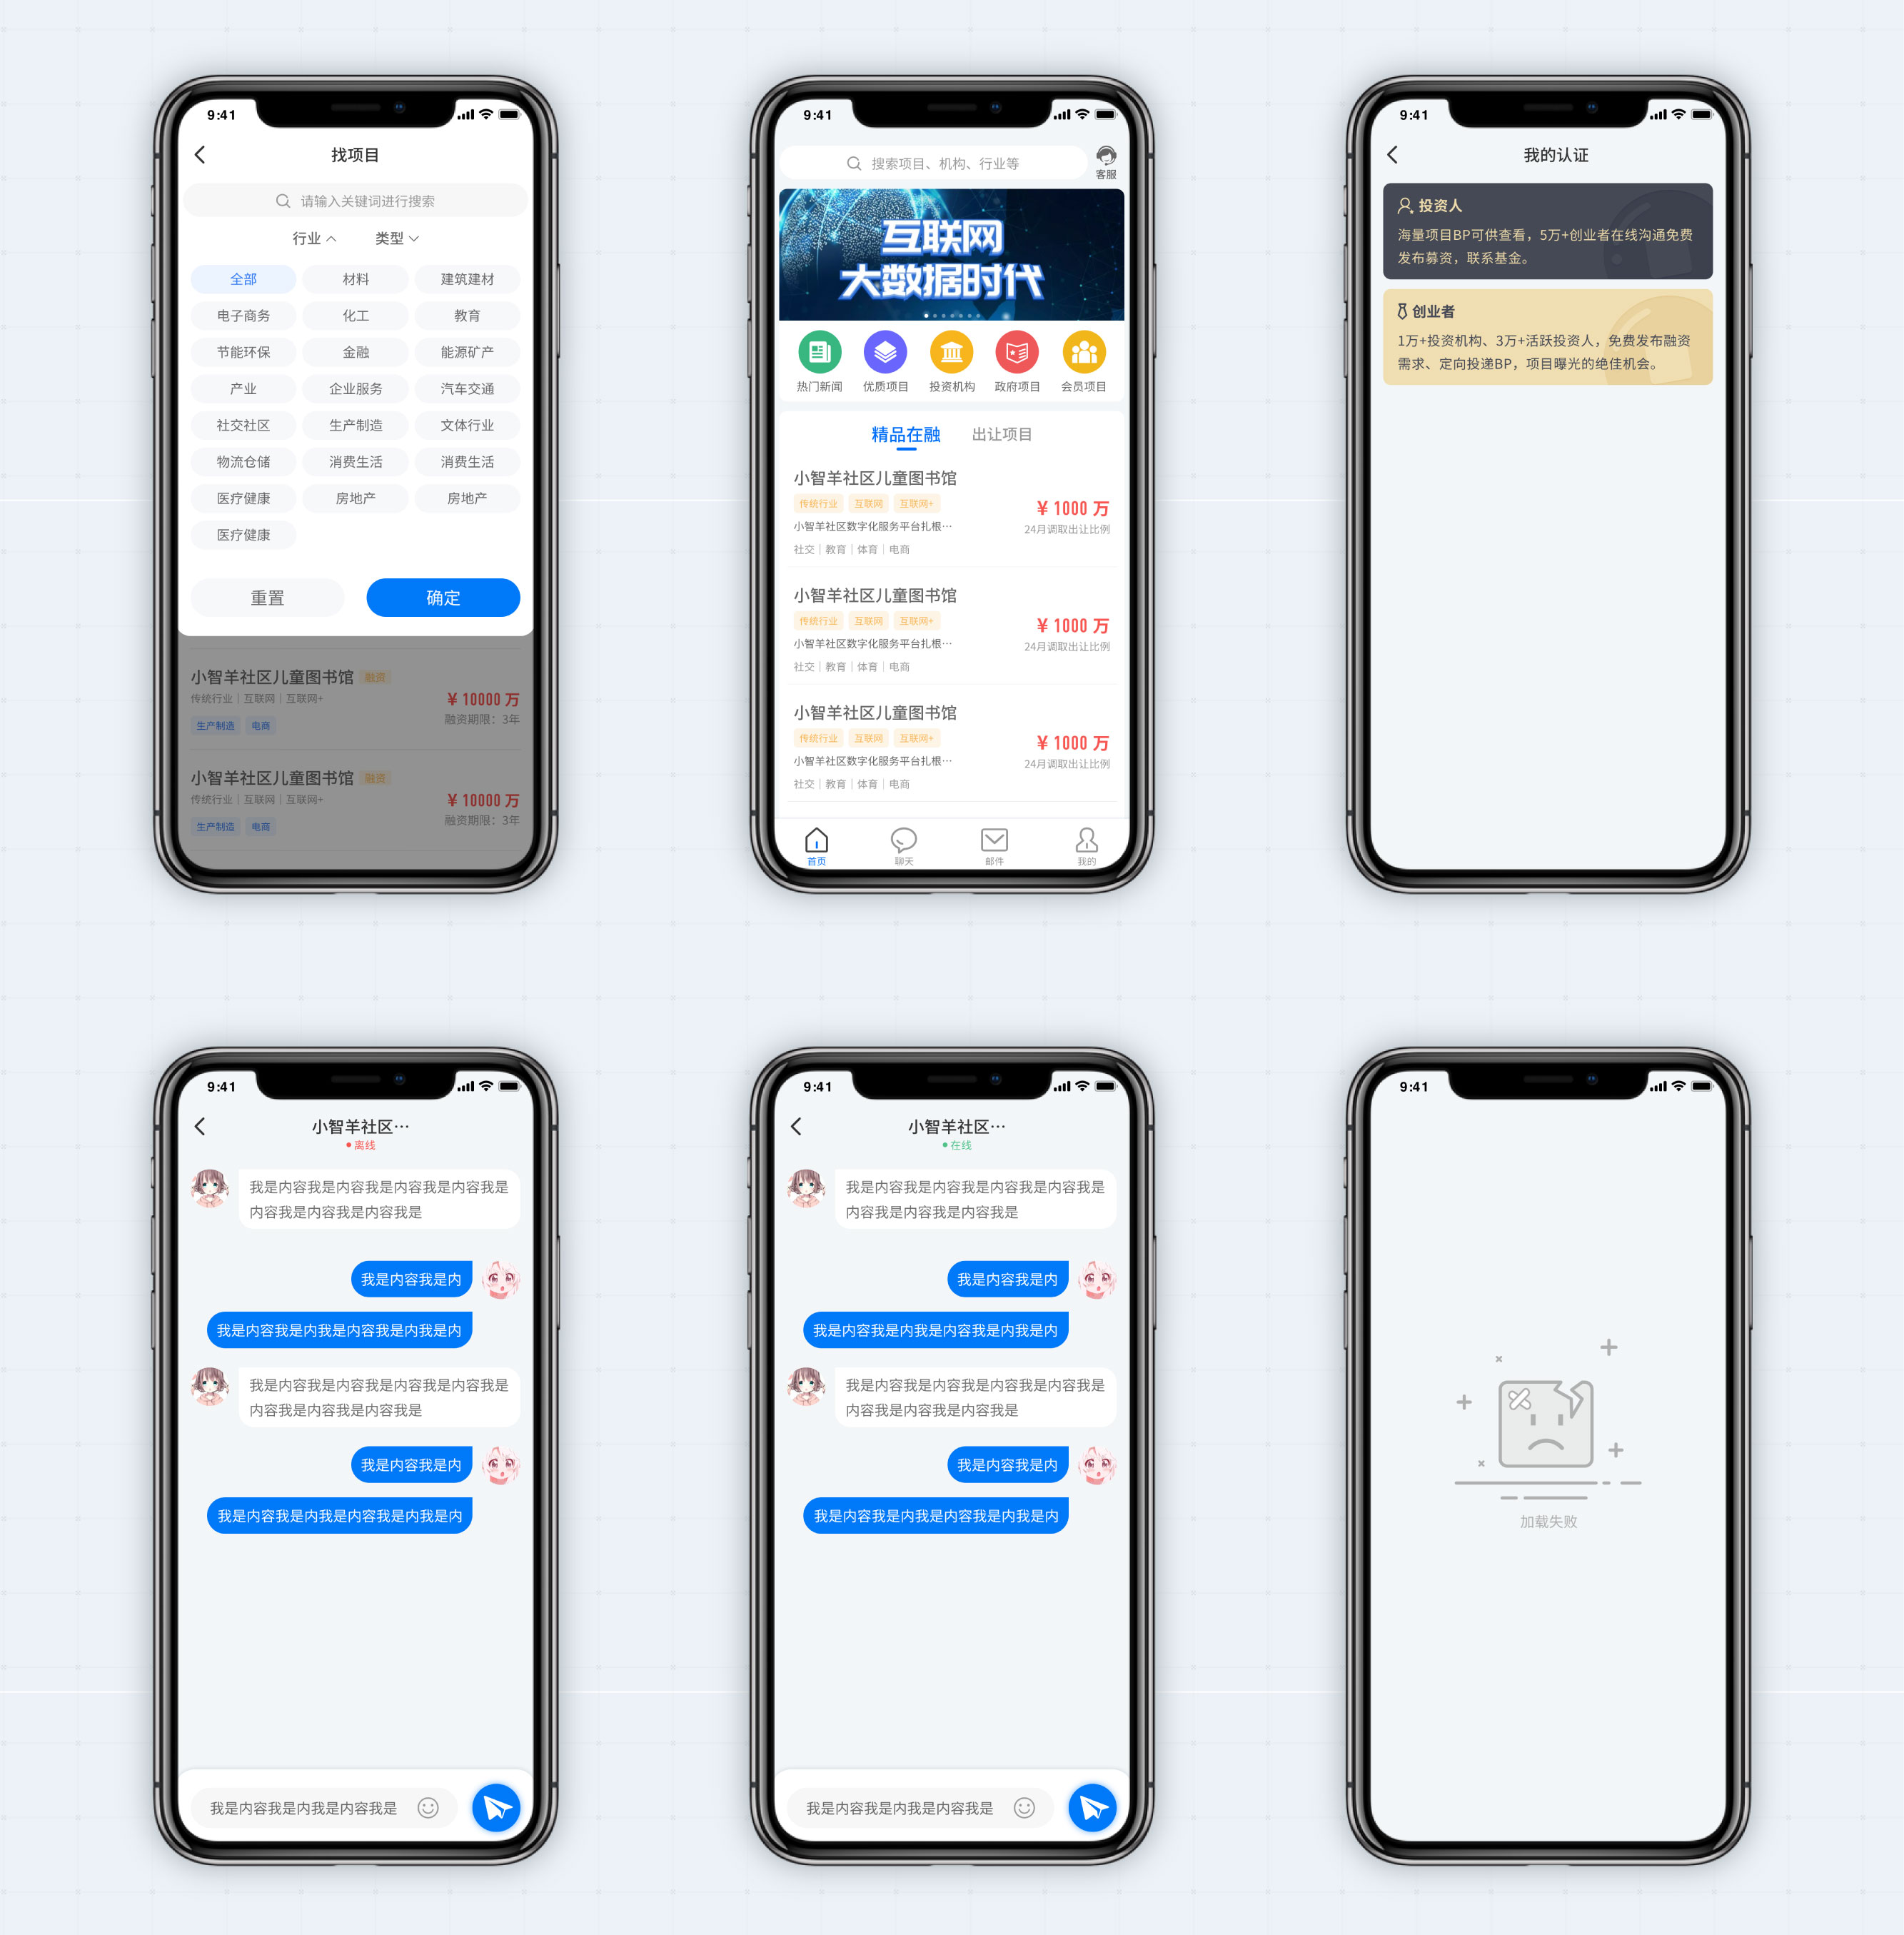 9:41
找项目
请输入关键词进行搜索
行业 类型
全部 材料 建筑建材
电子商务 化工 教育
节能环保 金融 能源矿产
产业 企业服务 汽车交通
社交社区 生产制造 文体行业
物流仓储 消费生活 消费生活
医疗健康 房地产 房地产
医疗健康
重置 确定
小智羊社区儿童图书馆 融资
传统行业 | 互联网 | 互联网+
¥ 10000 万
生产制造 电商
融资期限：3年
小智羊社区儿童图书馆 融资
传统行业 | 互联网 | 互联网+
¥ 10000 万
生产制造 电商
融资期限：3年
9:41
搜索项目、机构、行业等
客服
互联网
大数据时代
热门新闻 优质项目 投资机构 政府项目 会员项目
精品在融 出让项目
小智羊社区儿童图书馆
传统行业 互联网 互联网+
¥ 1000 万
小智羊社区数字化服务平台扎根…
24月调取出让比例
社交 | 教育 | 体育 | 电商
小智羊社区儿童图书馆
传统行业 互联网 互联网+
¥ 1000 万
小智羊社区数字化服务平台扎根…
24月调取出让比例
社交 | 教育 | 体育 | 电商
小智羊社区儿童图书馆
传统行业 互联网 互联网+
¥ 1000 万
小智羊社区数字化服务平台扎根…
24月调取出让比例
社交 | 教育 | 体育 | 电商
首页 聊天 邮件 我的
9:41
我的认证
投资人
海量项目BP可供查看，5万+创业者在线沟通免费
发布募资，联系基金。
创业者
1万+投资机构、3万+活跃投资人，免费发布融资
需求、定向投递BP，项目曝光的绝佳机会。
9:41
小智羊社区…
离线
我是内容我是内容我是内容我是内容我是
内容我是内容我是内容我是
我是内容我是内
我是内容我是内我是内容我是内我是内
我是内容我是内容我是内容我是内容我是
内容我是内容我是内容我是
我是内容我是内
我是内容我是内我是内容我是内我是内
我是内容我是内我是内容我是
9:41
小智羊社区…
在线
我是内容我是内容我是内容我是内容我是
内容我是内容我是内容我是
我是内容我是内
我是内容我是内我是内容我是内我是内
我是内容我是内容我是内容我是内容我是
内容我是内容我是内容我是
我是内容我是内
我是内容我是内我是内容我是内我是内
我是内容我是内我是内容我是
9:41
加载失败